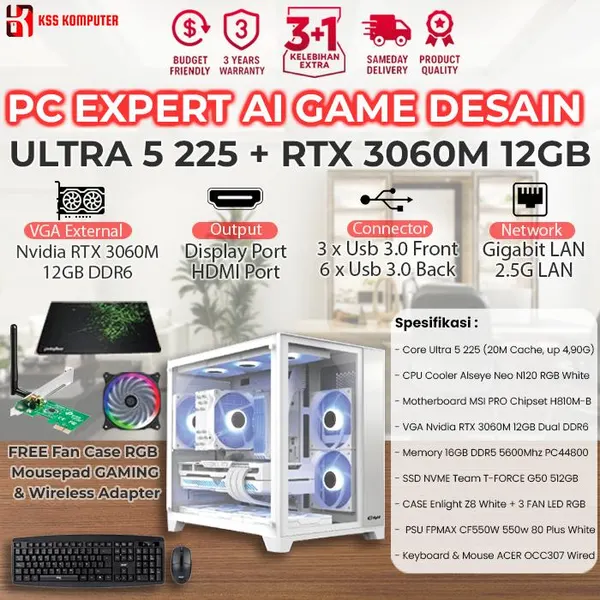 KSS KOMPUTER
BUDGET
FRIENDLY
3
3 YEARS
WARRANTY
3+1
KELEBIHAN
EXTRA
SAMEDAY
DELIVERY
PRODUCT
QUALITY
PC EXPERT AI GAME DESAIN
ULTRA 5 225 + RTX 3060M 12GB
VGA External
Nvidia RTX 3060M
12GB DDR6
Output
Display Port
HDMI Port
Connector
3 x Usb 3.0 Front
6 x Usb 3.0 Back
Network
Gigabit LAN
2.5G LAN
FREE Fan Case RGB
Mousepad GAMING
& Wireless Adapter
Spesifikasi :
- Core Ultra 5 225 (20M Cache, up 4,90G)
- CPU Cooler Alseye Neo N120 RGB White
- Motherboard MSI PRO Chipset H810M-B
- VGA Nvidia RTX 3060M 12GB Dual DDR6
- Memory 16GB DDR5 5600Mhz PC44800
- SSD NVME Team T-FORCE G50 512GB
- CASE Enlight Z8 White + 3 FAN LED RGB
- PSU FPMAX CF550W 550w 80 Plus White
- Keyboard & Mouse ACER OCC307 Wired